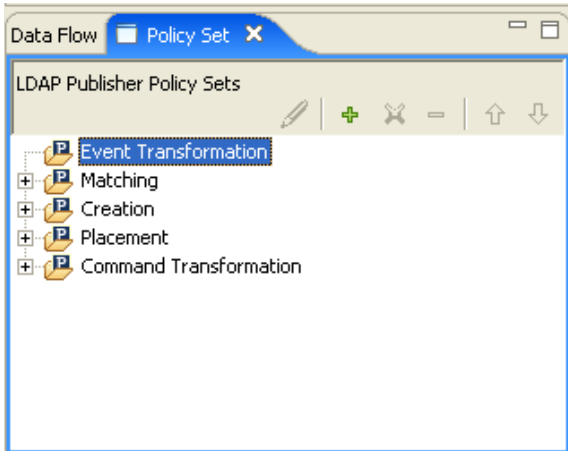 Data Flow Policy Set
LDAP Publisher Policy Sets
P Event Transformation
P Matching
P Creation
P Placement
P Command Transformation